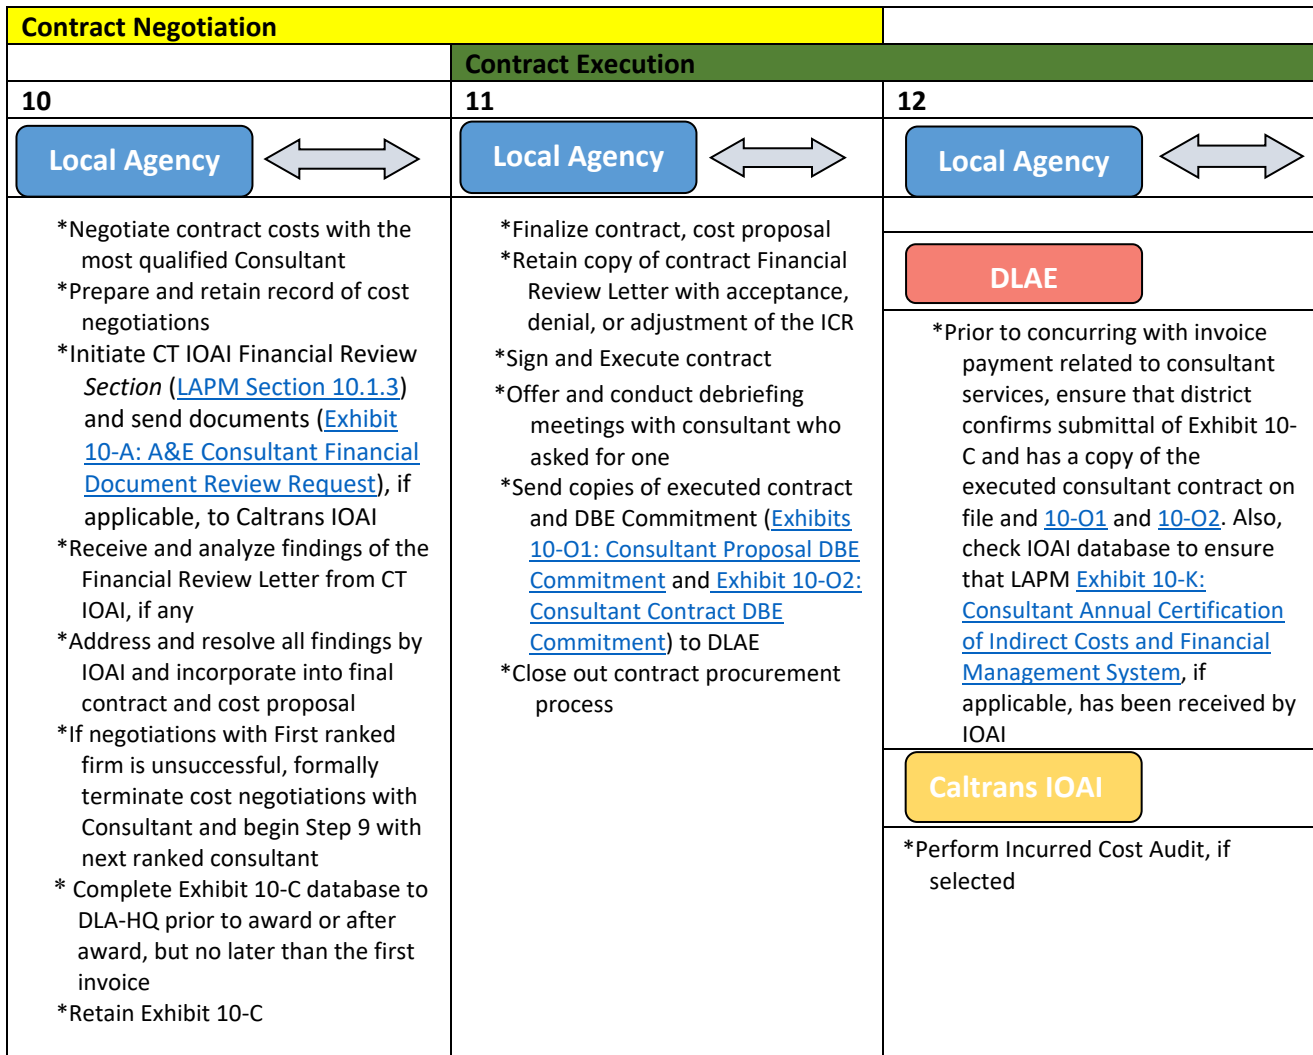 Contract Negotiation
Contract Execution
10
11
12
Local Agency
Local Agency
Local Agency
*Negotiate contract costs with the
most qualified Consultant
*Prepare and retain record of cost
negotiations
*Initiate CT IOAI Financial Review
Section (LAPM Section 10.1.3)
and send documents (Exhibit
10-A: A&E Consultant Financial
Document Review Request), if
applicable, to Caltrans IOAI
*Receive and analyze findings of the
Financial Review Letter from CT
IOAI, if any
*Address and resolve all findings by
IOAI and incorporate into final
contract and cost proposal
*If negotiations with First ranked
firm is unsuccessful, formally
terminate cost negotiations with
Consultant and begin Step 9 with
next ranked consultant
* Complete Exhibit 10-C database to
DLA-HQ prior to award or after
award, but no later than the first
invoice
*Retain Exhibit 10-C
*Finalize contract, cost proposal
*Retain copy of contract Financial
Review Letter with acceptance,
denial, or adjustment of the ICR
*Sign and Execute contract
*Offer and conduct debriefing
meetings with consultant who
asked for one
*Send copies of executed contract
and DBE Commitment (Exhibits
10-O1: Consultant Proposal DBE
Commitment and Exhibit 10-O2:
Consultant Contract DBE
Commitment) to DLAE
*Close out contract procurement
process
DLAE
*Prior to concurring with invoice
payment related to consultant
services, ensure that district
confirms submittal of Exhibit 10-
C and has a copy of the
executed consultant contract on
file and 10-O1 and 10-O2. Also,
check IOAI database to ensure
that LAPM Exhibit 10-K:
Consultant Annual Certification
of Indirect Costs and Financial
Management System, if
applicable, has been received by
IOAI
Caltrans IOAI
*Perform Incurred Cost Audit, if
selected